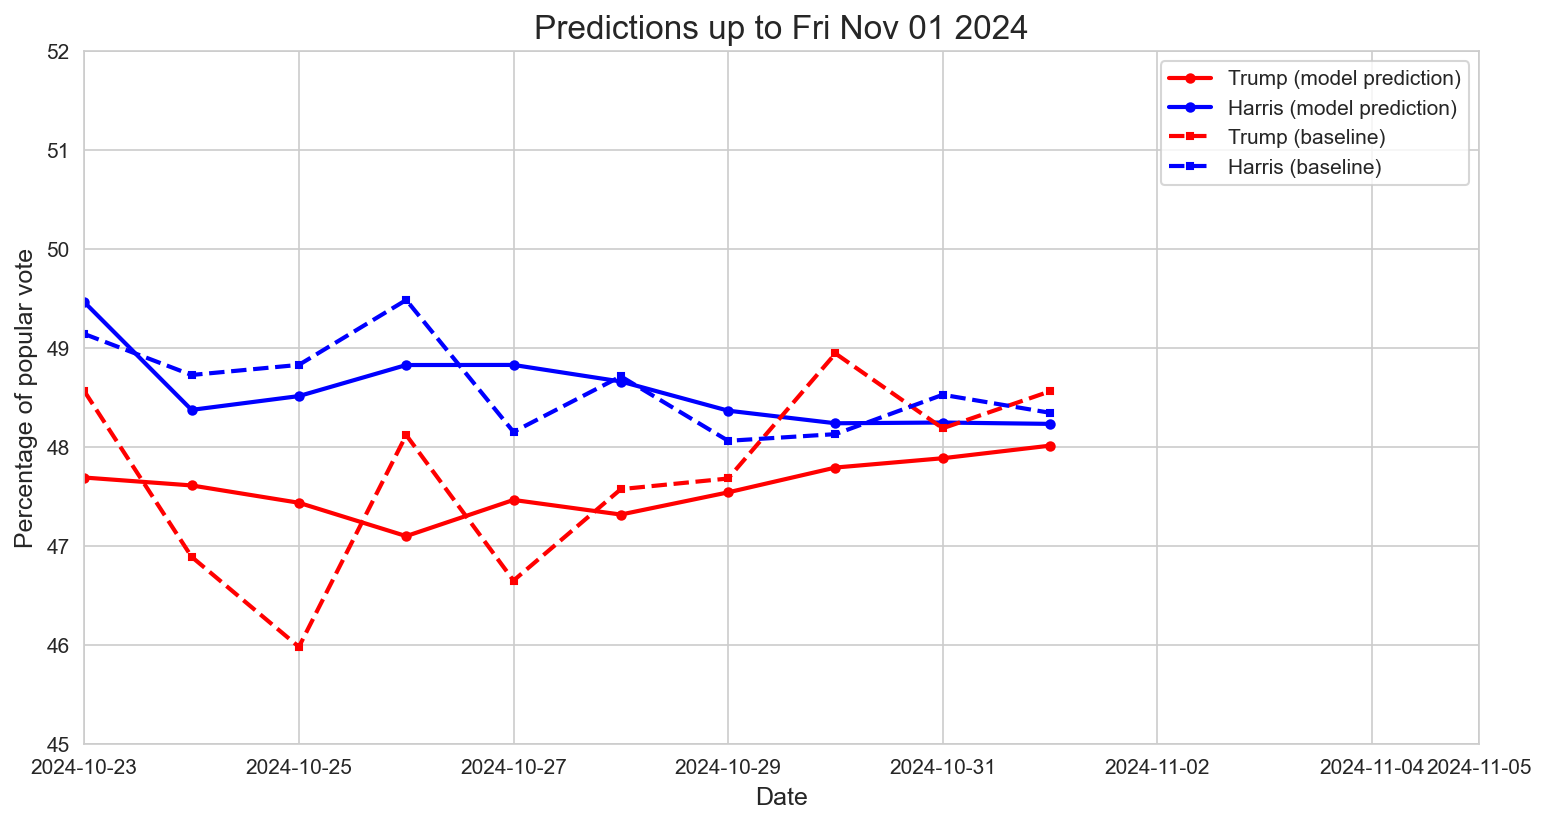 Predictions up to Fri Nov 01 2024
Trump (model prediction)
Harris (model prediction)
Trump (baseline)
Harris (baseline)
Percentage of popular vote
52
51
50
49
48
47
46
45
2024-10-23 2024-10-25 2024-10-27 2024-10-29 2024-10-31 2024-11-02 2024-11-04 2024-11-05
Date